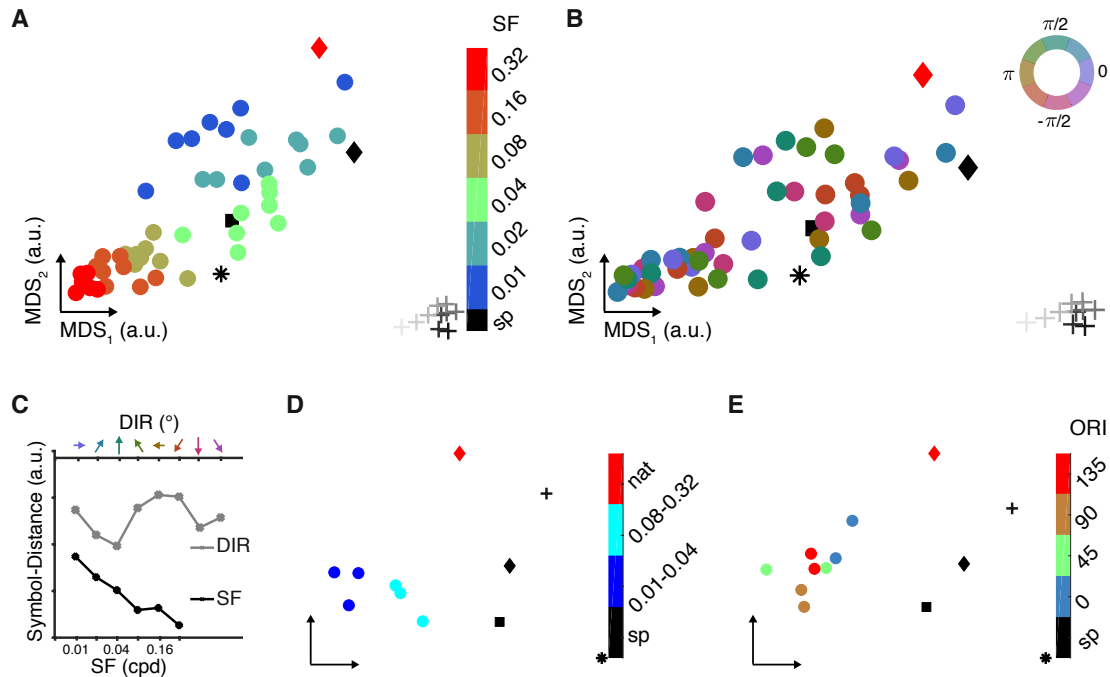 A
SF
0.32
0.16
0.08
0.04
0.02
0.01
sp
MDS₂ (a.u.)
MDS₁ (a.u.)
B
π/2
π
0
-π/2
MDS₂ (a.u.)
MDS₁ (a.u.)
C
DIR (°)
Symbol-Distance (a.u.)
DIR
SF
0.01 0.04 0.16
SF (cpd)
D
nat
0.08-0.32
0.01-0.04
sp
E
ORI
135
90
45
0
sp